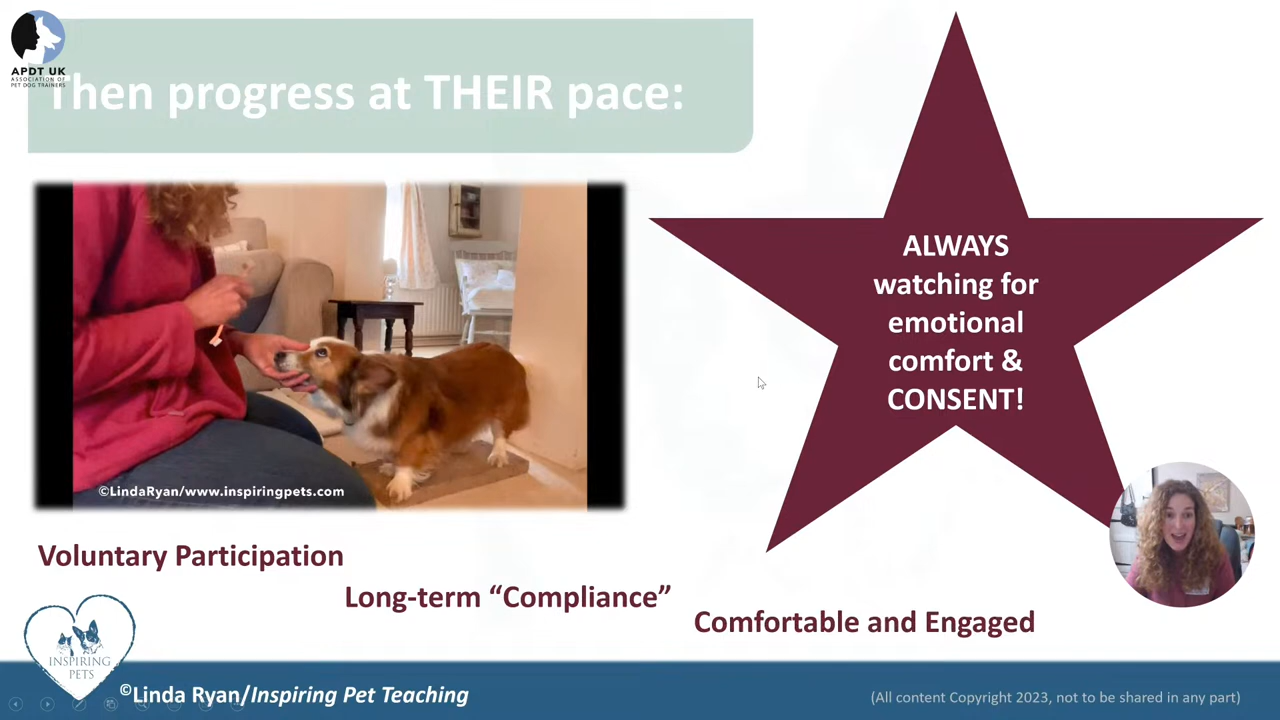 APDT UK
ASSOCIATION OF
PET DOG TRAINERS
Then progress at THEIR pace:
ALWAYS
watching for
emotional
comfort &
CONSENT!
©LindaRyan/www.inspiringpets.com
Voluntary Participation
Long-term “Compliance”
Comfortable and Engaged
INSPIRING
PETS
©Linda Ryan/Inspiring Pet Teaching
(All content Copyright 2023, not to be shared in any part)